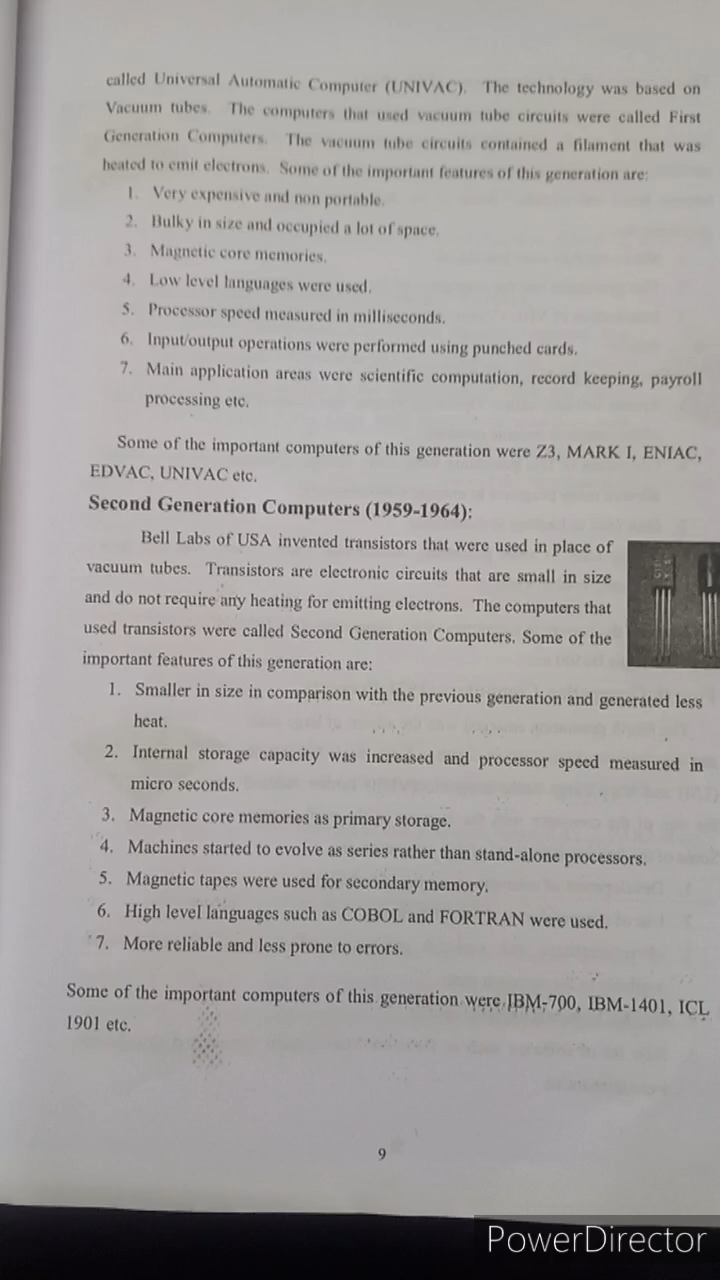 called Universal Automatic Computer (UNIVAC). The technology was based on
Vacuum tubes. The computers that used vacuum tube circuits were called First
Generation Computers. The vacuum tube circuits contained a filament that was
heated to emit electrons. Some of the important features of this generation are:
1. Very expensive and non portable.
2. Bulky in size and occupied a lot of space.
3. Magnetic core memories.
4. Low level languages were used.
5. Processor speed measured in milliseconds.
6. Input/output operations were performed using punched cards.
7. Main application areas were scientific computation, record keeping, payroll
processing etc.
Some of the important computers of this generation were Z3, MARK I, ENIAC,
EDVAC, UNIVAC etc.
Second Generation Computers (1959-1964):
Bell Labs of USA invented transistors that were used in place of
vacuum tubes. Transistors are electronic circuits that are small in size
and do not require any heating for emitting electrons. The computers that
used transistors were called Second Generation Computers. Some of the
important features of this generation are:
1. Smaller in size in comparison with the previous generation and generated less
heat.
2. Internal storage capacity was increased and processor speed measured in
micro seconds.
3. Magnetic core memories as primary storage.
4. Machines started to evolve as series rather than stand-alone processors.
5. Magnetic tapes were used for secondary memory.
6. High level languages such as COBOL and FORTRAN were used.
7. More reliable and less prone to errors.
Some of the important computers of this generation were IBM-700, IBM-1401, ICL
1901 etc.
9
PowerDirector